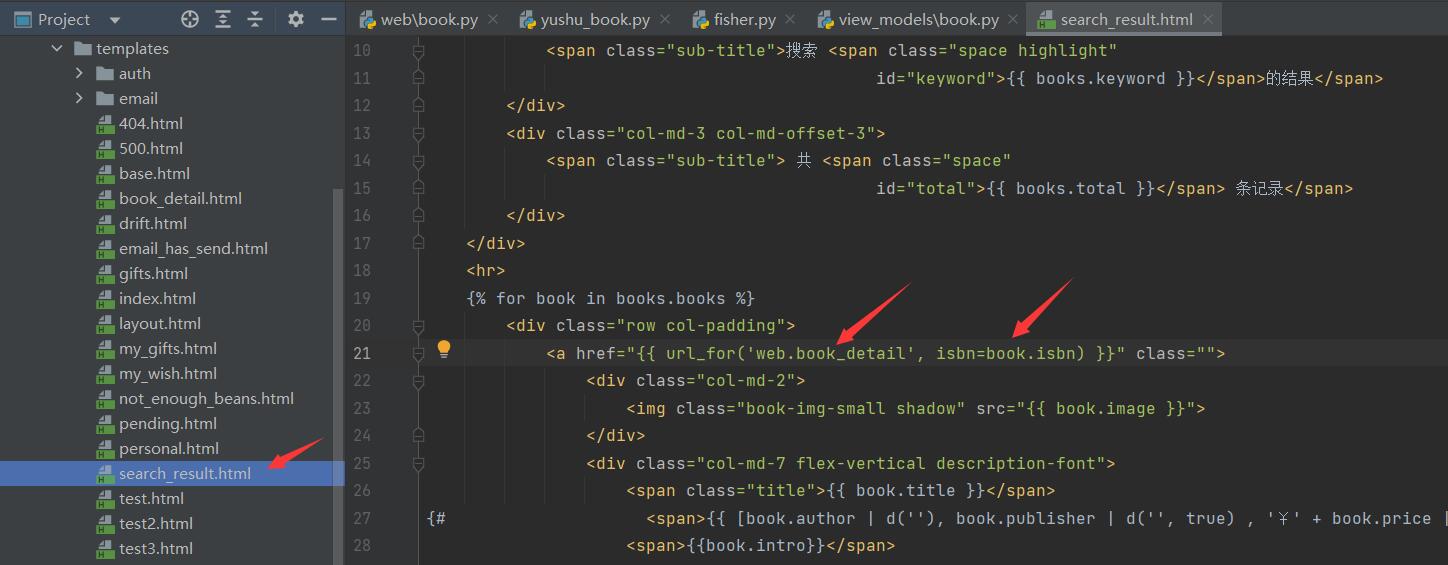 Project
web\book.py
yushu_book.py
fisher.py
view_models\book.py
search_result.html
templates
auth
email
404.html
500.html
base.html
book_detail.html
drift.html
email_has_send.html
gifts.html
index.html
layout.html
my_gifts.html
my_wish.html
not_enough_beans.html
pending.html
personal.html
search_result.html
test.html
test2.html
test3.html
10 <span class="sub-title">搜索 <span class="space highlight"
11 id="keyword">{{ books.keyword }}</span>的结果</span>
12 </div>
13 <div class="col-md-3 col-md-offset-3">
14 <span class="sub-title"> 共 <span class="space"
15 id="total">{{ books.total }}</span> 条记录</span>
16 </div>
17 </div>
18 <hr>
19 {% for book in books.books %}
20 <div class="row col-padding">
21 <a href="{{ url_for('web.book_detail', isbn=book.isbn) }}" class="">
22 <div class="col-md-2">
23 <img class="book-img-small shadow" src="{{ book.image }}">
24 </div>
25 <div class="col-md-7 flex-vertical description-font">
26 <span class="title">{{ book.title }}</span>
27 {# <span>{{ [book.author | d(''), book.publisher | d('', true) , '¥' + book.price |
28 <span>{{book.intro}}</span>